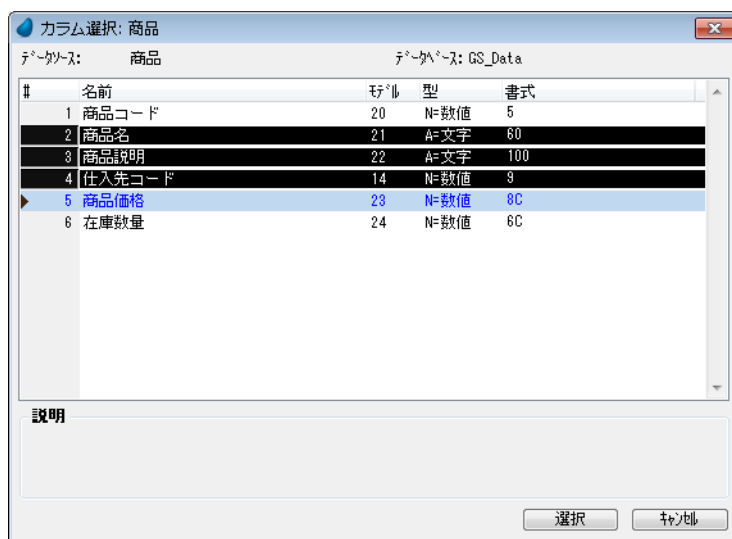 カラム選択: 商品
ﾃﾞｰﾀｿｰｽ: 商品 ﾃﾞｰﾀﾍﾞｰｽ: GS_Data
# 名前 ﾓﾃﾞﾙ 型 書式
1 商品コード 20 N=数値 5
2 商品名 21 A=文字 60
3 商品説明 22 A=文字 100
4 仕入先コード 14 N=数値 9
5 商品価格 23 N=数値 8C
6 在庫数量 24 N=数値 6C
説明
選択 ｷｬﾝｾﾙ